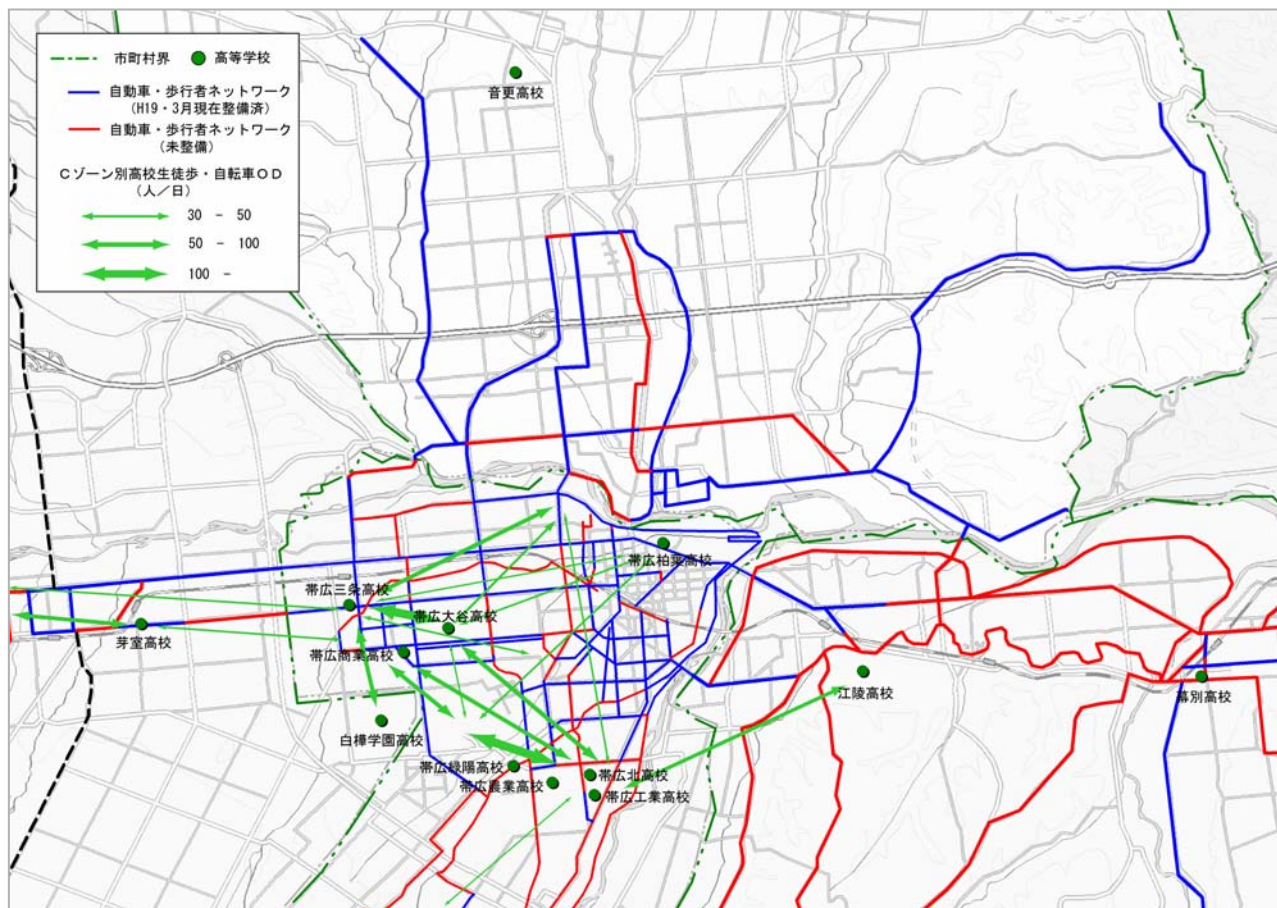 市町村界 高等学校
自動車・歩行者ネットワーク
(H19・3月現在整備済)
自動車・歩行者ネットワーク
(未整備)
Cゾーン別高校生徒歩・自転車OD
(人/日)
30 - 50
50 - 100
100 -
音更高校
帯広柏葉高校
帯広三条高校
帯広大谷高校
芽室高校
帯広商業高校
江陵高校
幕別高校
白樺学園高校
帯広緑陽高校
帯広北高校
帯広農業高校
帯広工業高校